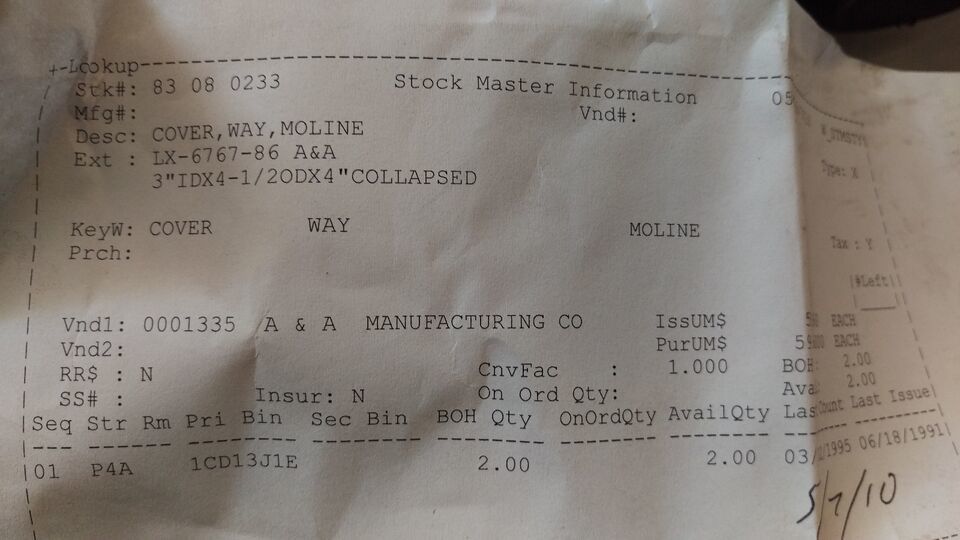 +-Lookup
Stk#: 83 08 0233 Stock Master Information
Mfg#: Vnd#:
Desc: COVER,WAY,MOLINE
Ext : LX-6767-86 A&A Type: X
3"IDX4-1/2ODX4"COLLAPSED
KeyW: COVER WAY MOLINE Tax : Y
Prch:
|#Left|
Vnd1: 0001335 A & A MANUFACTURING CO IssUM$ EACH
Vnd2: PurUM$ EACH
RR$ : N CnvFac : 1.000 BOH: 2.00
SS# : Insur: N On Ord Qty: Ava 2.00
|Seq Str Rm Pri Bin Sec Bin BOH Qty OnOrdQty AvailQty Last Count Last Issue|
|01 P4A 1CD13J1E 2.00 2.00 06/18/1991|
5/7/10